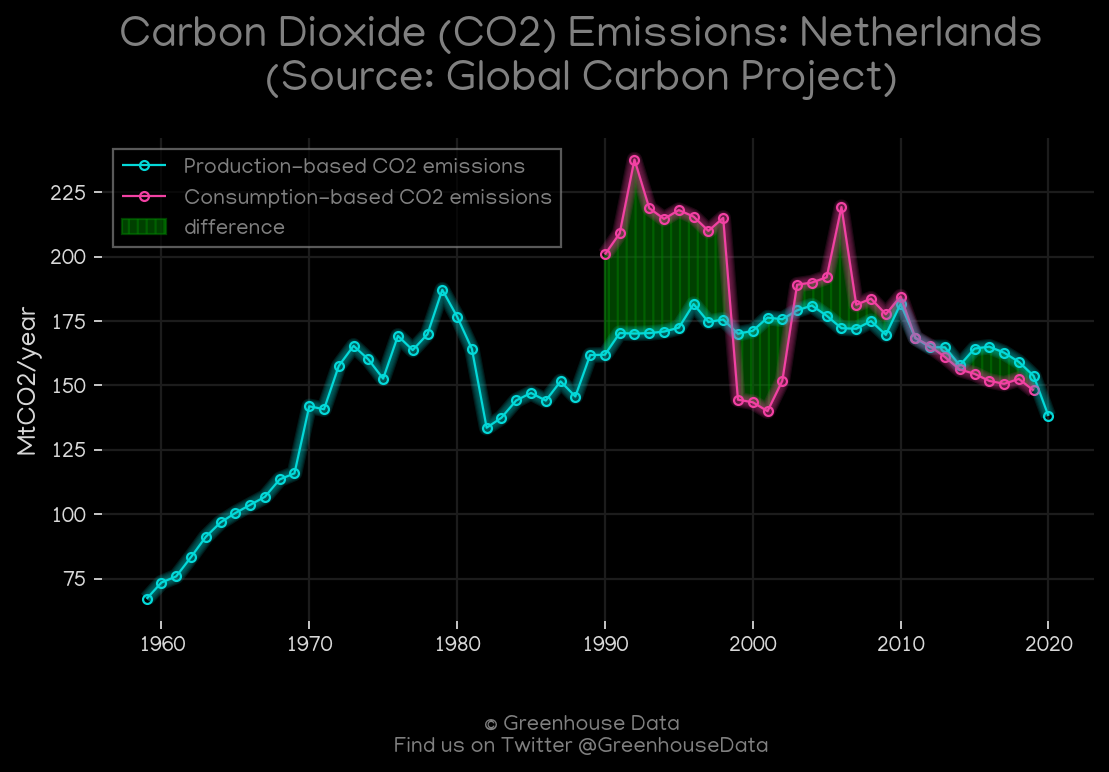 Carbon Dioxide (CO2) Emissions: Netherlands
(Source: Global Carbon Project)
Production-based CO2 emissions
Consumption-based CO2 emissions
difference
MtCO2/year
225
200
175
150
125
100
75
1960 1970 1980 1990 2000 2010 2020
© Greenhouse Data
Find us on Twitter @GreenhouseData